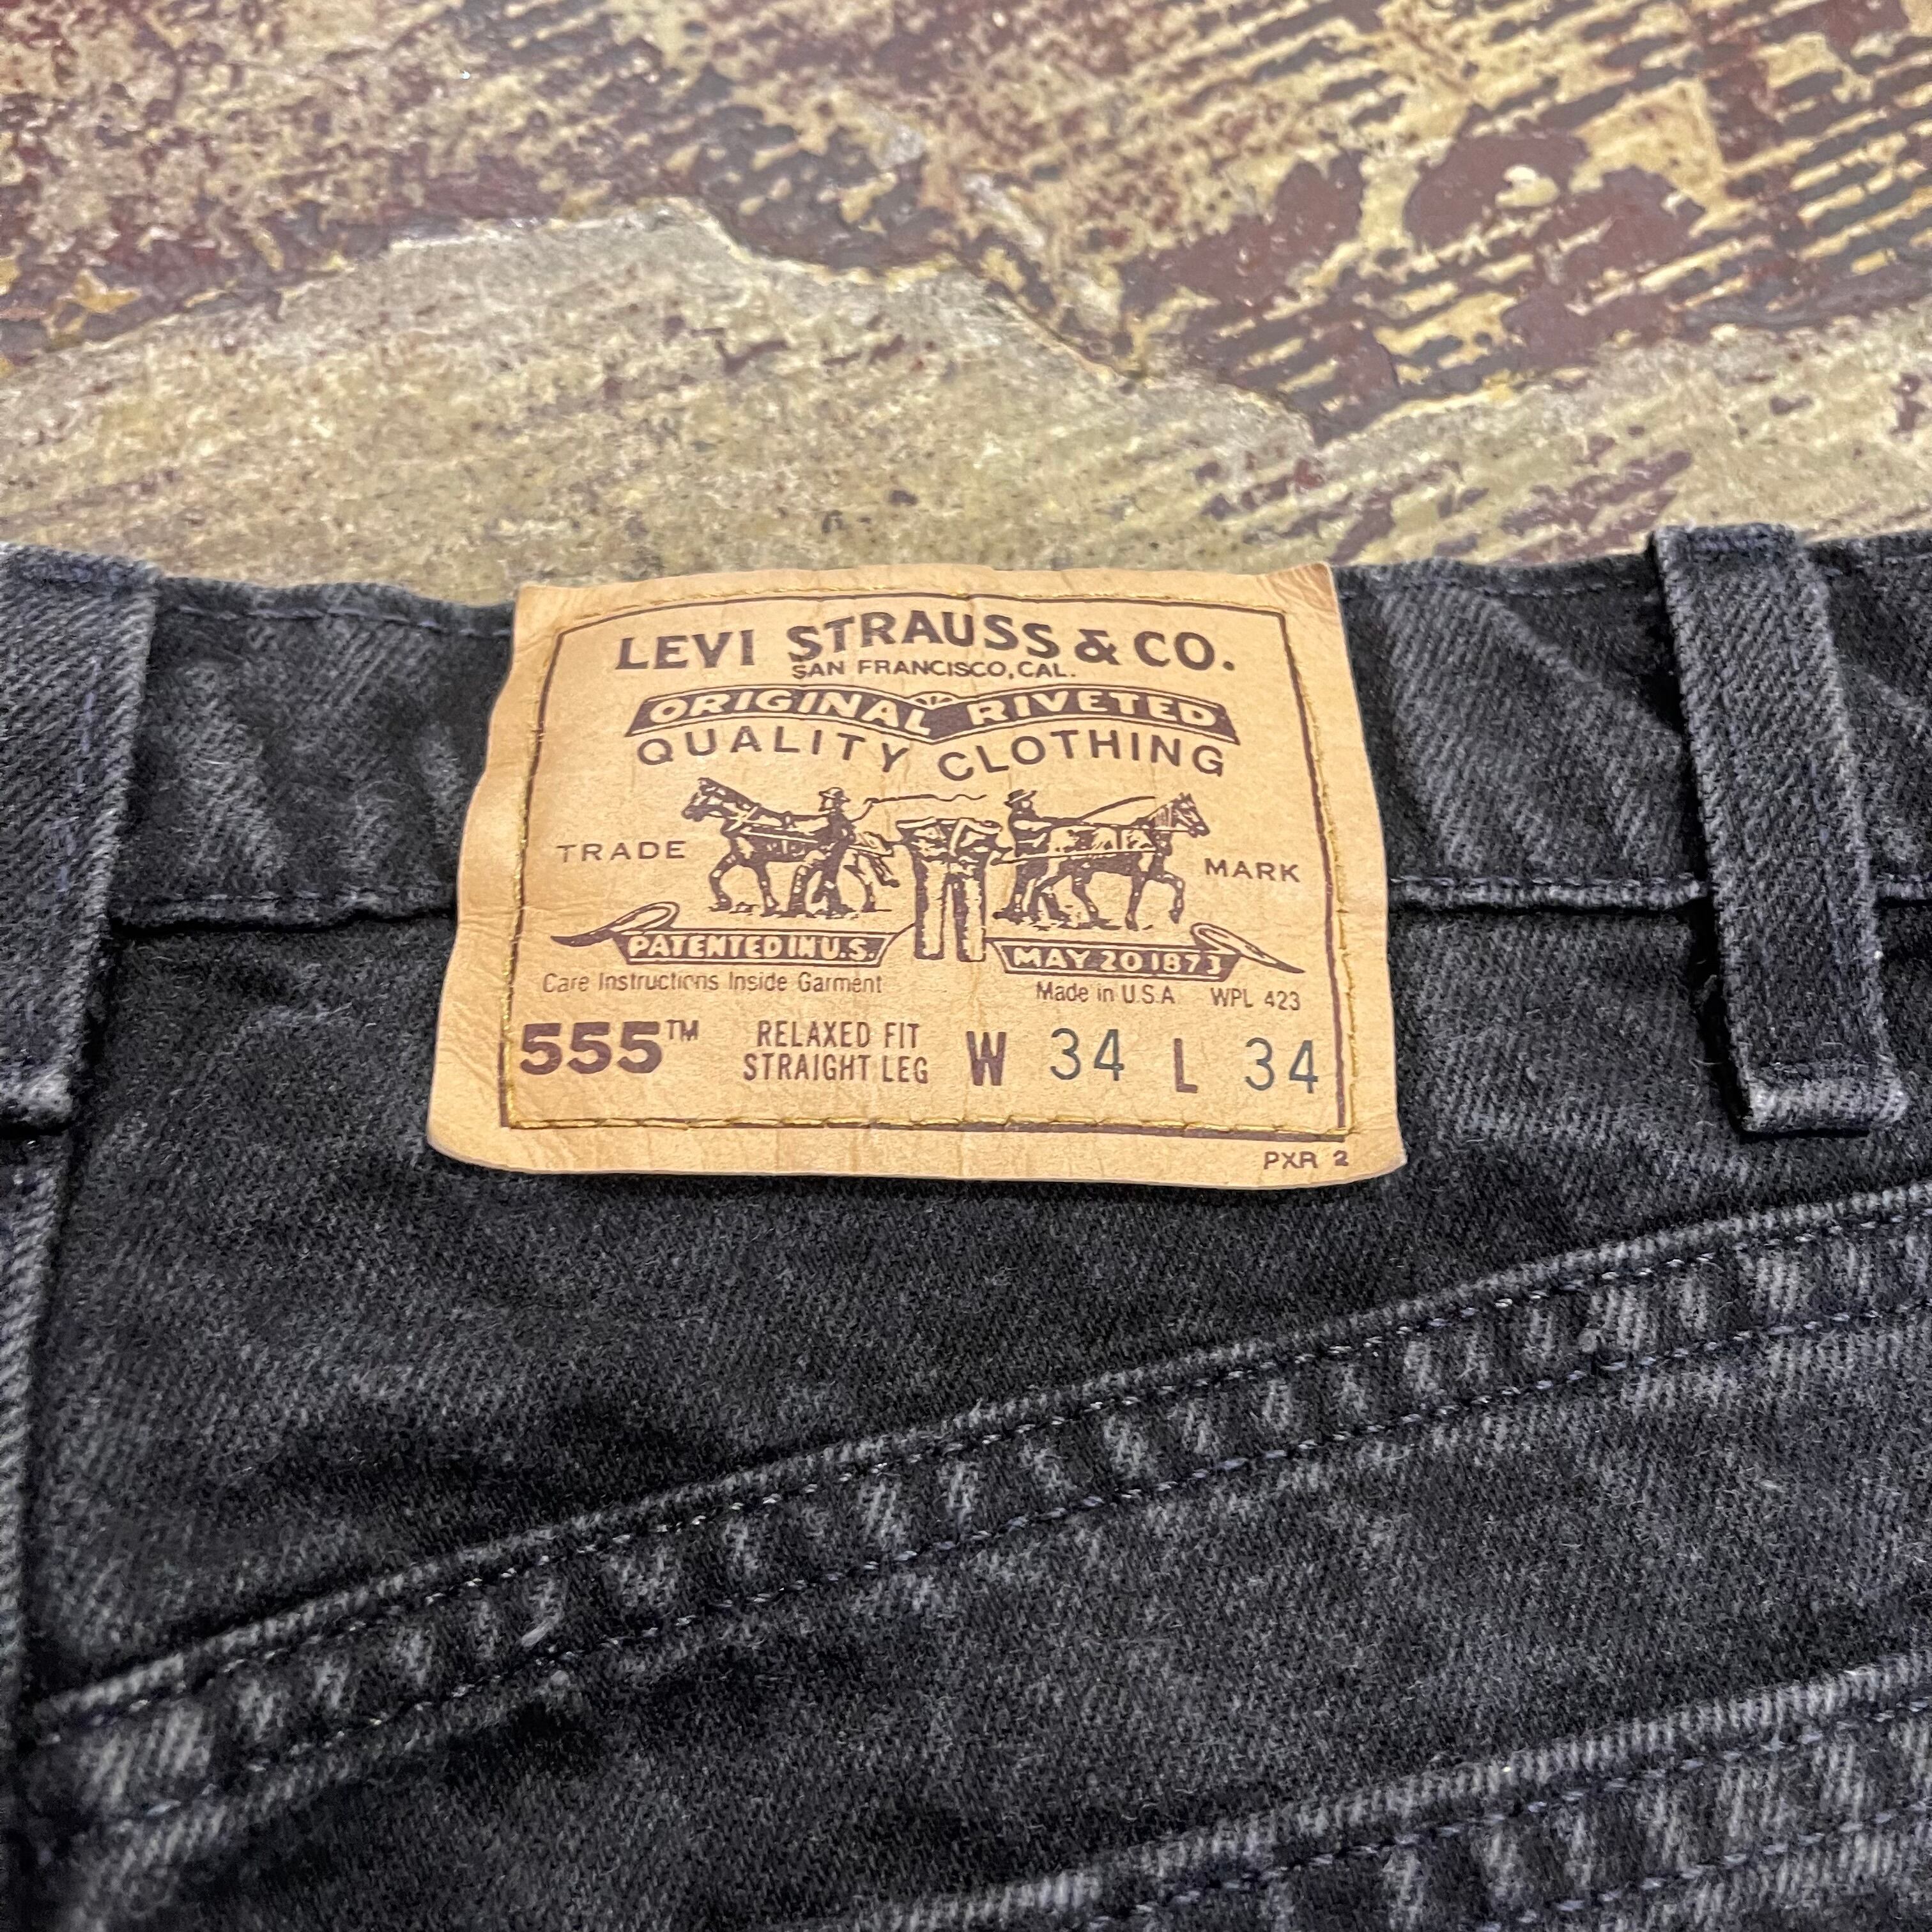 LEVI STRAUSS & CO.
SAN FRANCISCO, CAL.
ORIGINAL RIVETED
QUALITY CLOTHING
TRADE MARK
PATENTED IN U.S. MAY 20 1873
Care Instructions Inside Garment Made in U.S.A WPL 423
555™ RELAXED FIT STRAIGHT LEG W 34 L 34
PXR 2